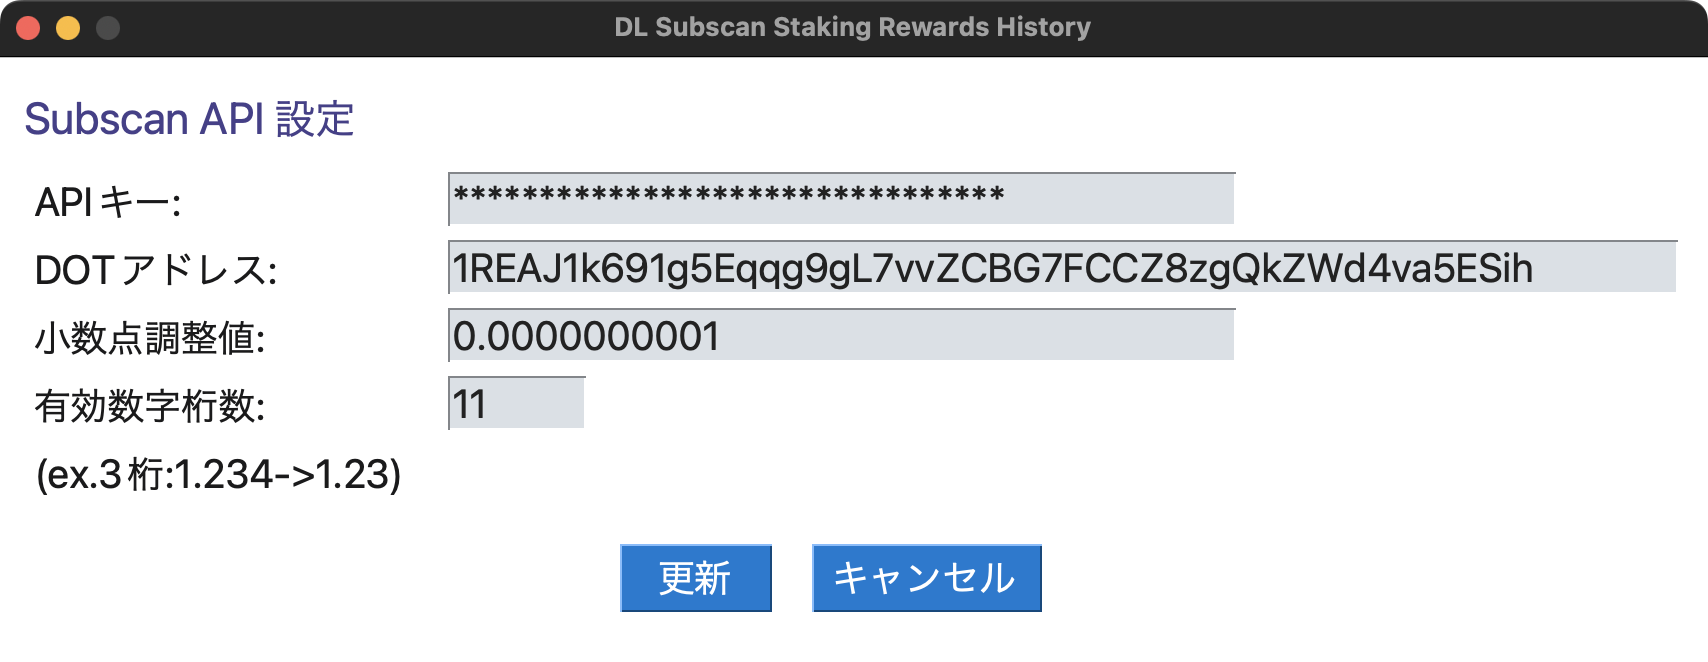 DL Subscan Staking Rewards History
Subscan API 設定
APIキー: ********************************
DOTアドレス: 1REAJ1k691g5Eqqg9gL7vvZCBG7FCCZ8zgQkZWd4va5ESih
小数点調整値: 0.0000000001
有効数字桁数: 11
(ex.3桁:1.234->1.23)
更新 キャンセル